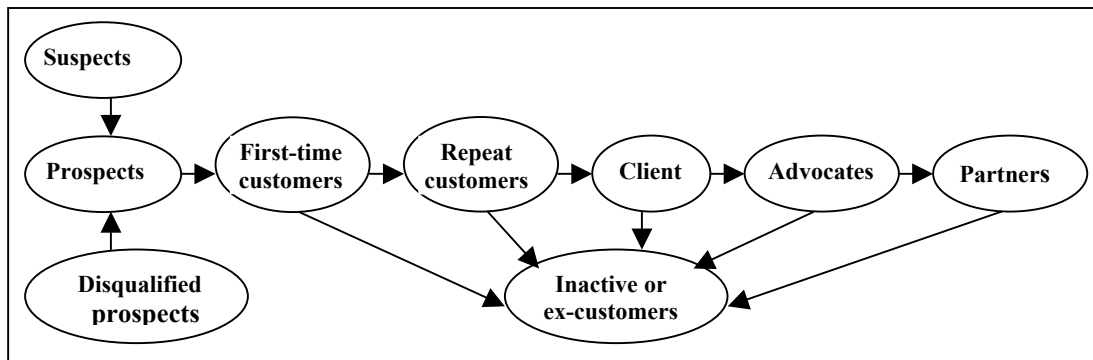 Suspects
Prospects
First-time
customers
Repeat
customers
Client
Advocates
Partners
Disqualified
prospects
Inactive or
ex-customers